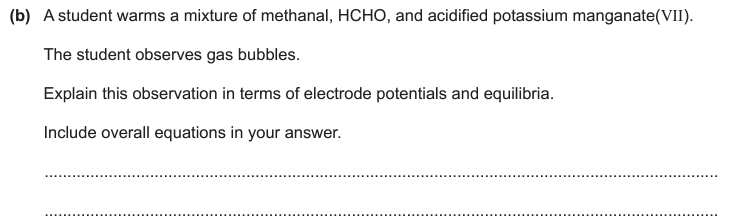 (b) A student warms a mixture of methanal, HCHO, and acidified potassium manganate(VII).
The student observes gas bubbles.
Explain this observation in terms of electrode potentials and equilibria.
Include overall equations in your answer.